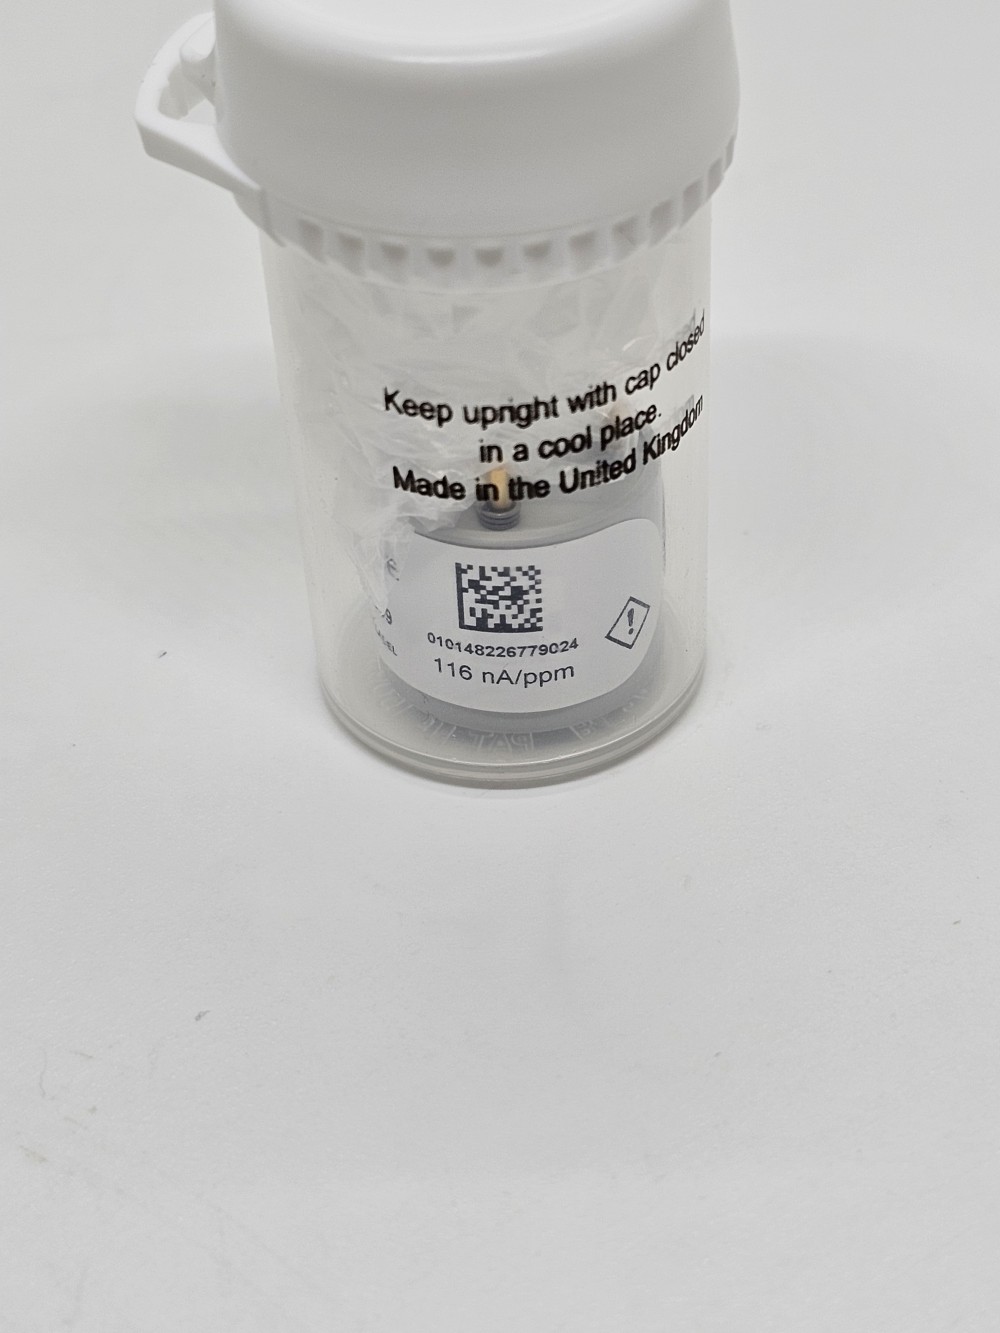 Keep upright with cap closed
in a cool place.
Made in the United Kingdom
010148226779024
116 nA/ppm